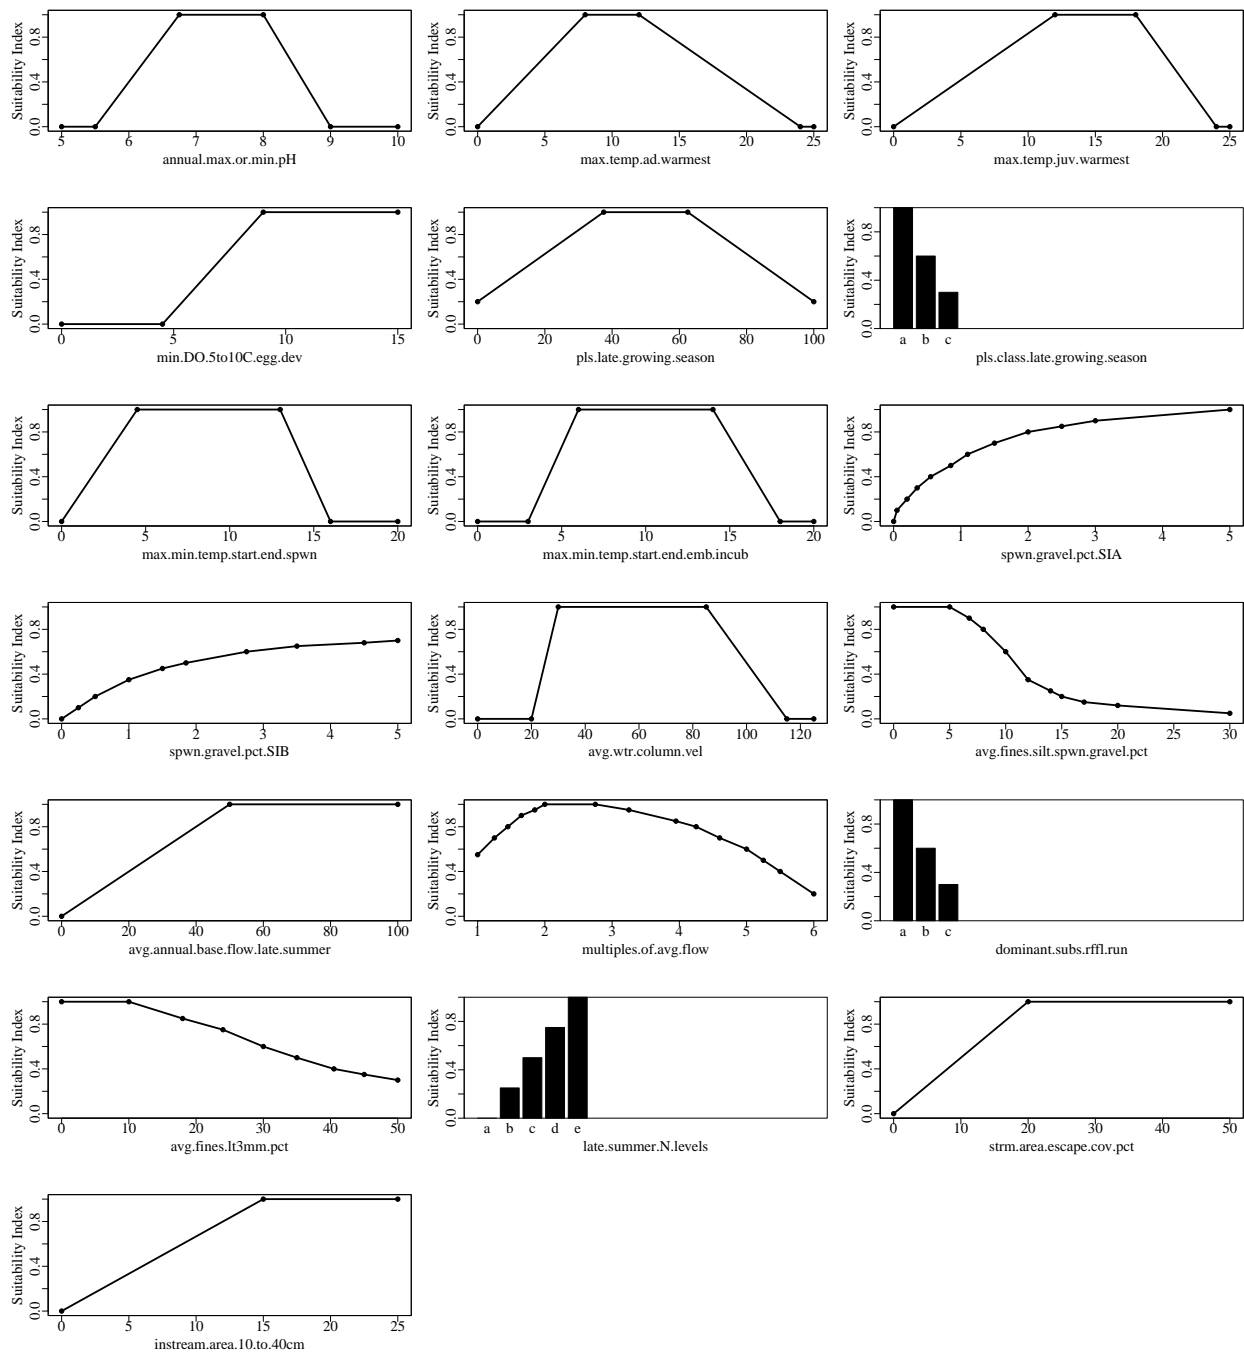 Suitability Index
0.0 0.4 0.8
5 6 7 8 9 10
annual.max.or.min.pH
Suitability Index
0.0 0.4 0.8
0 5 10 15 20 25
max.temp.ad.warmest
Suitability Index
0.0 0.4 0.8
0 5 10 15 20 25
max.temp.juv.warmest
Suitability Index
0.0 0.4 0.8
0 5 10 15
min.DO.5to10C.egg.dev
Suitability Index
0.0 0.4 0.8
0 20 40 60 80 100
pls.late.growing.season
Suitability Index
0.0 0.4 0.8
a b c
pls.class.late.growing.season
Suitability Index
0.0 0.4 0.8
0 5 10 15 20
max.min.temp.start.end.spwn
Suitability Index
0.0 0.4 0.8
0 5 10 15 20
max.min.temp.start.end.emb.incub
Suitability Index
0.0 0.4 0.8
0 1 2 3 4 5
spwn.gravel.pct.SIA
Suitability Index
0.0 0.4 0.8
0 1 2 3 4 5
spwn.gravel.pct.SIB
Suitability Index
0.0 0.4 0.8
0 20 40 60 80 100 120
avg.wtr.column.vel
Suitability Index
0.0 0.4 0.8
0 5 10 15 20 25 30
avg.fines.silt.spwn.gravel.pct
Suitability Index
0.0 0.4 0.8
0 20 40 60 80 100
avg.annual.base.flow.late.summer
Suitability Index
0.0 0.4 0.8
1 2 3 4 5 6
multiples.of.avg.flow
Suitability Index
0.0 0.4 0.8
a b c
dominant.subs.rffl.run
Suitability Index
0.0 0.4 0.8
0 10 20 30 40 50
avg.fines.lt3mm.pct
Suitability Index
0.0 0.4 0.8
a b c d e
late.summer.N.levels
Suitability Index
0.0 0.4 0.8
0 10 20 30 40 50
strm.area.escape.cov.pct
Suitability Index
0.0 0.4 0.8
0 5 10 15 20 25
instream.area.10.to.40cm